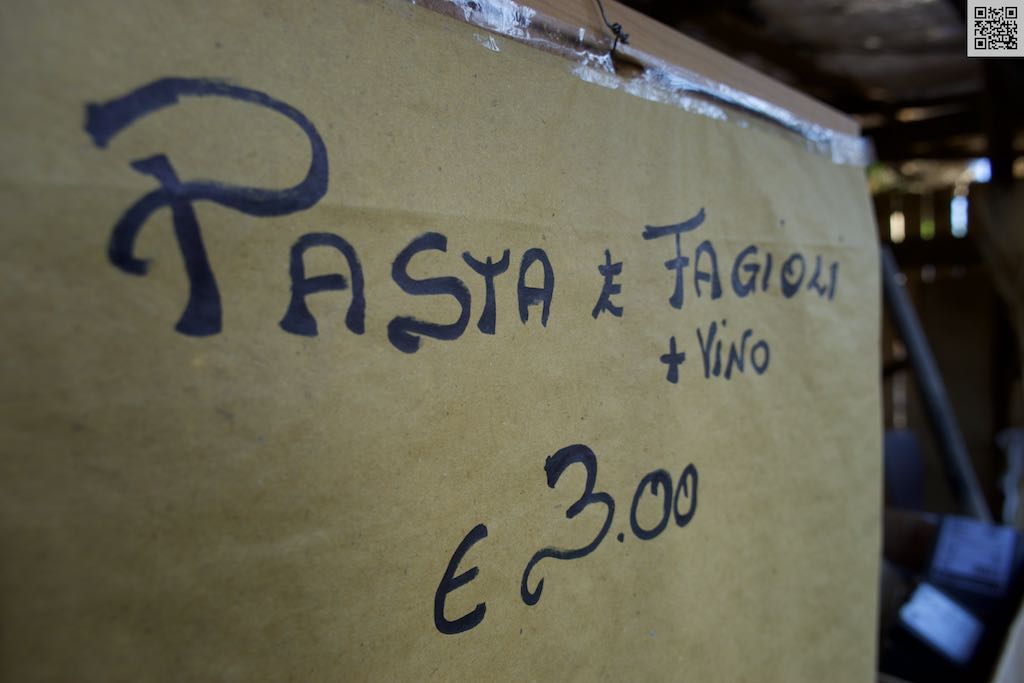 PASTA E FAGIOLI
+ VINO
€ 3.00